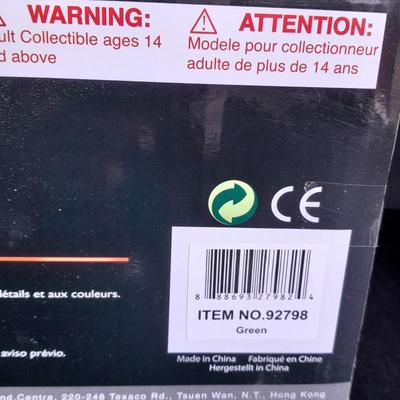 WARNING:
ult Collectible ages 14
d above
ATTENTION:
Modele pour collectionneur
adulte de plus de 14 ans
CE
détails et aux couleurs.
8 88693 27982 4
ITEM NO.92798
Green
aviso prévio.
Made in China Fabriqué en Chine
Hergestellt in China
nd Centre, 220-248 Texaco Rd., Tsuen Wan, N.T., Hong Kong